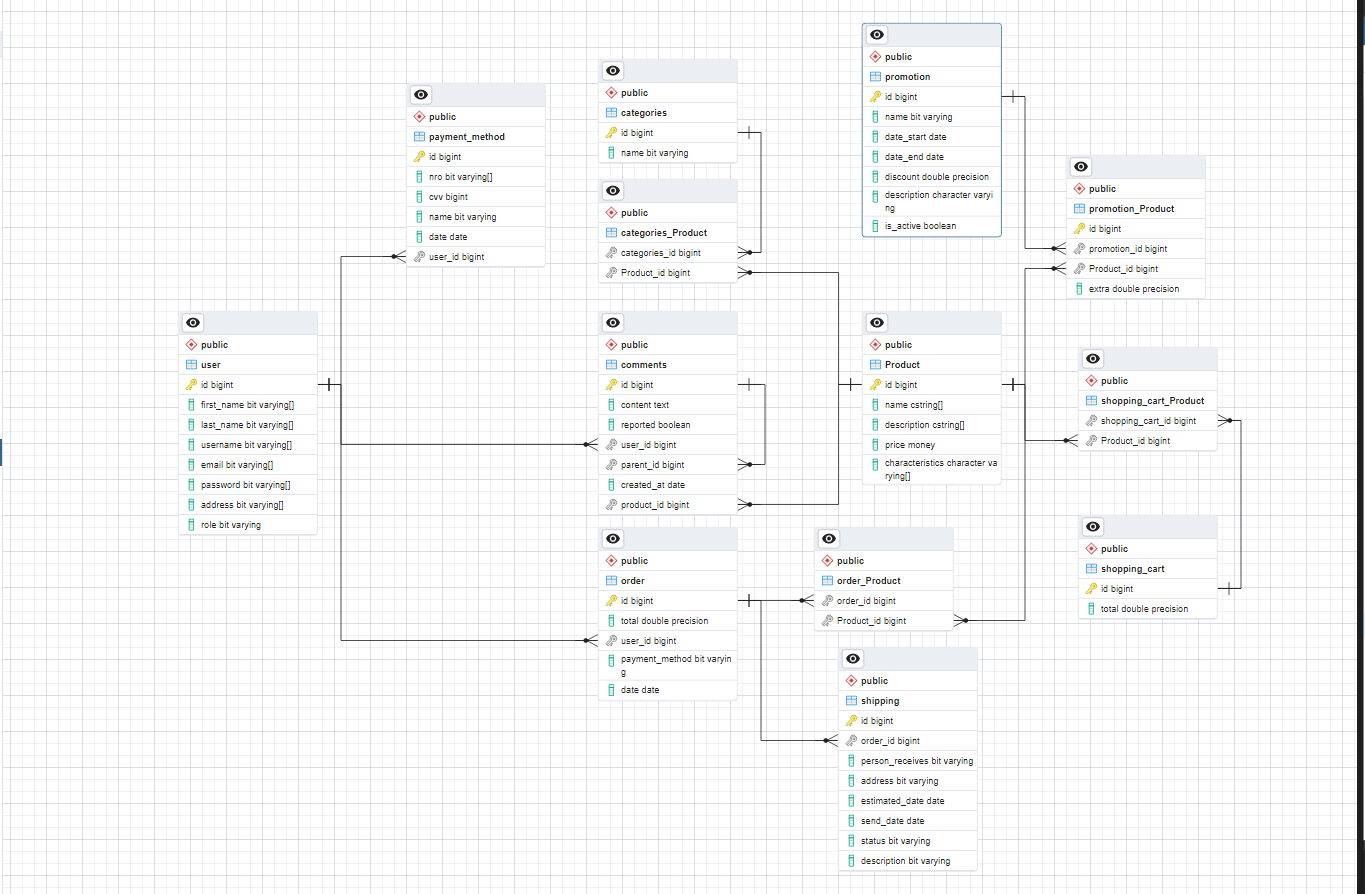 public
payment_method
id bigint
nro bit varying[]
cvv bigint
name bit varying
date date
user_id bigint
public
categories
id bigint
name bit varying
public
categories_Product
categories_id bigint
Product_id bigint
public
promotion
id bigint
name bit varying
date_start date
date_end date
discount double precision
description character varyi
ng
is_active boolean
public
promotion_Product
id bigint
promotion_id bigint
Product_id bigint
extra double precision
public
user
id bigint
first_name bit varying[]
last_name bit varying[]
username bit varying[]
email bit varying[]
password bit varying[]
address bit varying[]
role bit varying
public
comments
id bigint
content text
reported boolean
user_id bigint
parent_id bigint
created_at date
product_id bigint
public
Product
id bigint
name cstring[]
description cstring[]
price money
characteristics character va
rying[]
public
shopping_cart_Product
shopping_cart_id bigint
Product_id bigint
public
shopping_cart
id bigint
total double precision
public
order
id bigint
total double precision
user_id bigint
payment_method bit varyin
g
date date
public
order_Product
order_id bigint
Product_id bigint
public
shipping
id bigint
order_id bigint
person_receives bit varying
address bit varying
estimated_date date
send_date date
status bit varying
description bit varying